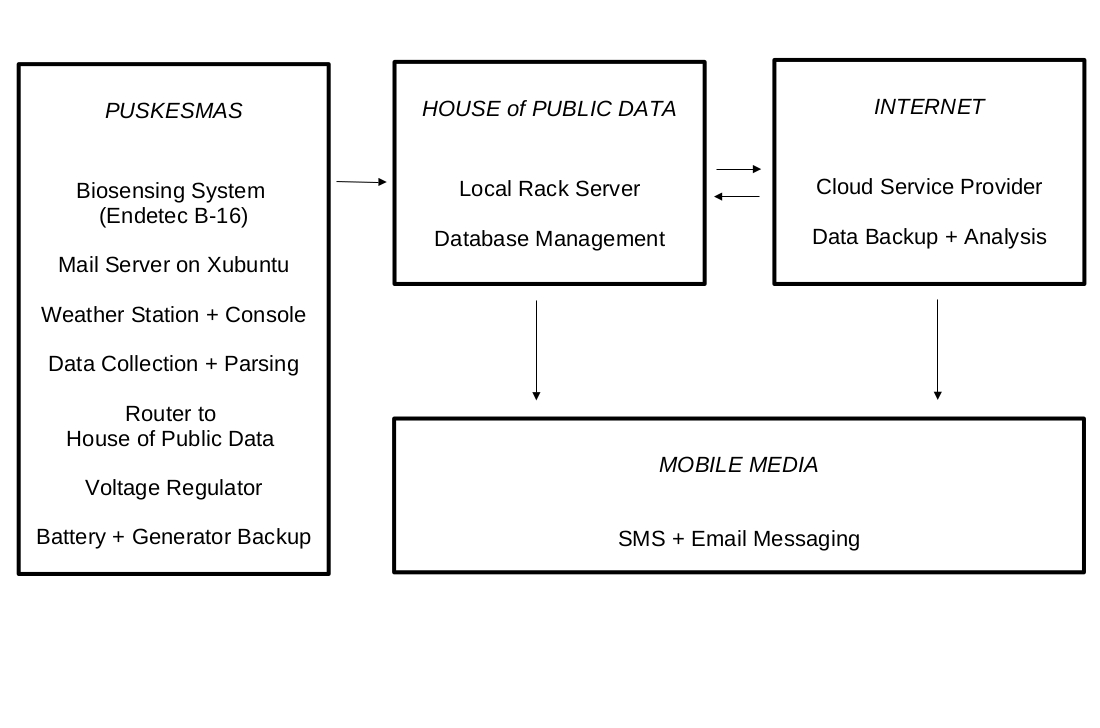 PUSKESMAS
Biosensing System
(Endetec B-16)
Mail Server on Xubuntu
Weather Station + Console
Data Collection + Parsing
Router to
House of Public Data
Voltage Regulator
Battery + Generator Backup
HOUSE of PUBLIC DATA
Local Rack Server
Database Management
INTERNET
Cloud Service Provider
Data Backup + Analysis
MOBILE MEDIA
SMS + Email Messaging